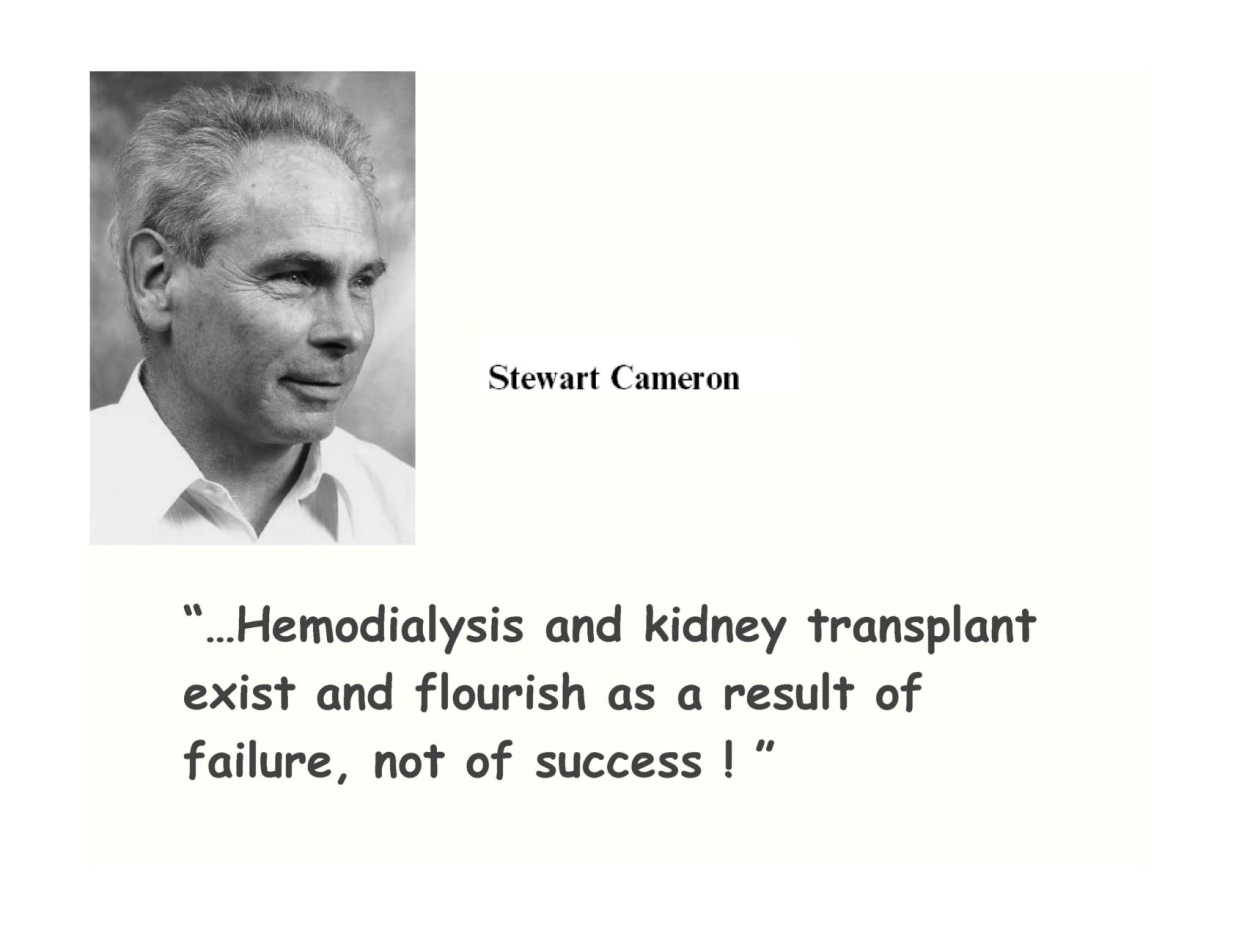 Stewart Cameron
“…Hemodialysis and kidney transplant
exist and flourish as a result of
failure, not of success ! ”